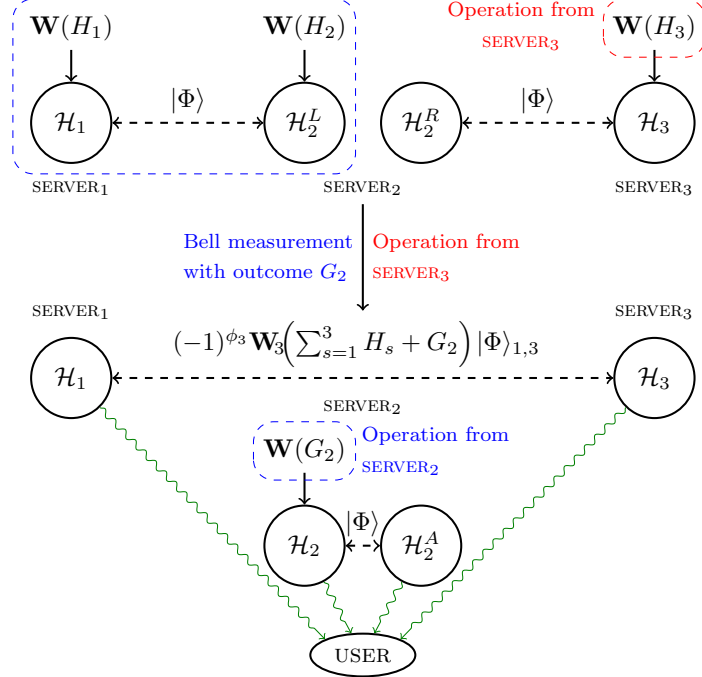 W(H₁) W(H₂) Operation from W(H₃)
SERVER₃
|Φ⟩ |Φ⟩
ℋ₁ ℋ₂ᴸ ℋ₂ᴿ ℋ₃
SERVER₁ SERVER₂ SERVER₃
Bell measurement Operation from
with outcome G₂ SERVER₃
SERVER₁ SERVER₃
(-1)^{ϕ₃} W₃(∑_{s=1}^{3} H_s + G₂) |Φ⟩_{1,3}
ℋ₁ ℋ₃
SERVER₂
W(G₂) Operation from
SERVER₂
|Φ⟩
ℋ₂ ℋ₂ᴬ
USER